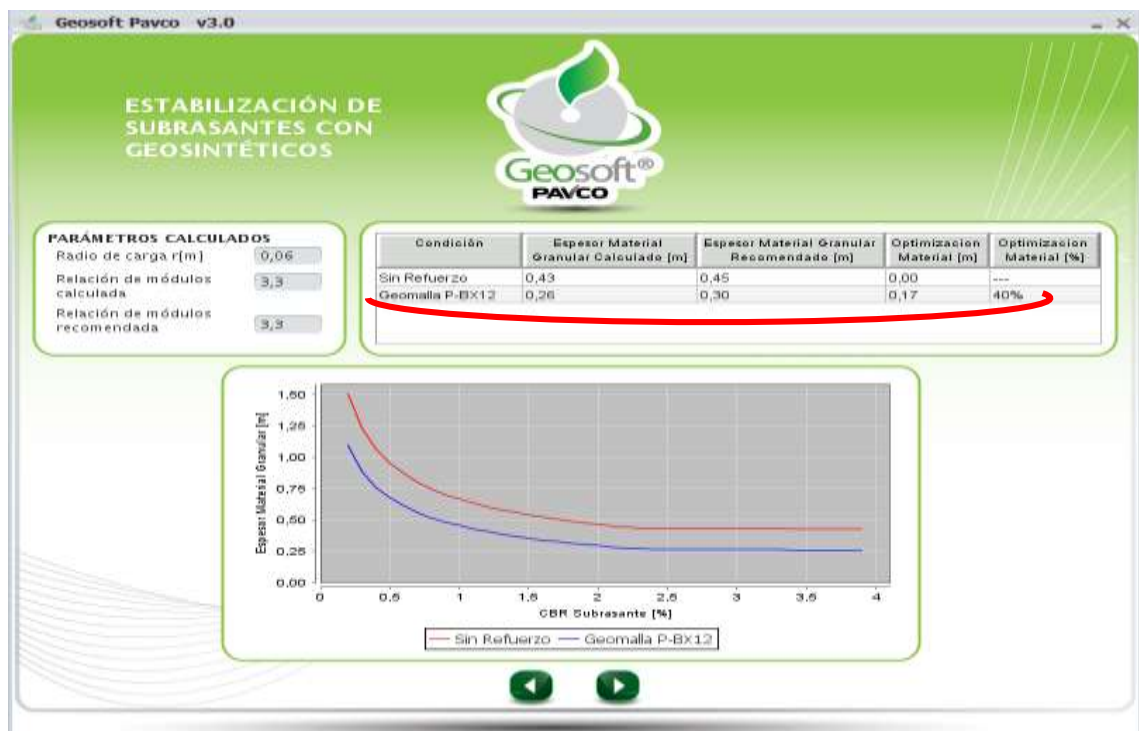 Geosoft Pavco v3.0
ESTABILIZACIÓN DE
SUBRASANTES CON
GEOSINTÉTICOS
Geosoft®
PAVCO
PARÁMETROS CALCULADOS
Radio de carga r[m] 0,06
Relación de módulos
calculada 3,3
Relación de módulos
recomendada 3,3
Condición Espesor Material Granular Calculado [m] Espesor Material Granular Recomendado [m] Optimizacion Material [m] Optimizacion Material [%]
Sin Refuerzo 0,43 0,45 0,00 ---
Geomalla P-BX12 0,26 0,30 0,17 40%
Espesar Material Granular [m]
1,50
1,25
1,00
0,75
0,50
0,25
0,00
0 0.5 1 1.5 2 2.5 3 3.5 4
CBR Subrasante [%]
Sin Refuerzo Geomalla P-BX12